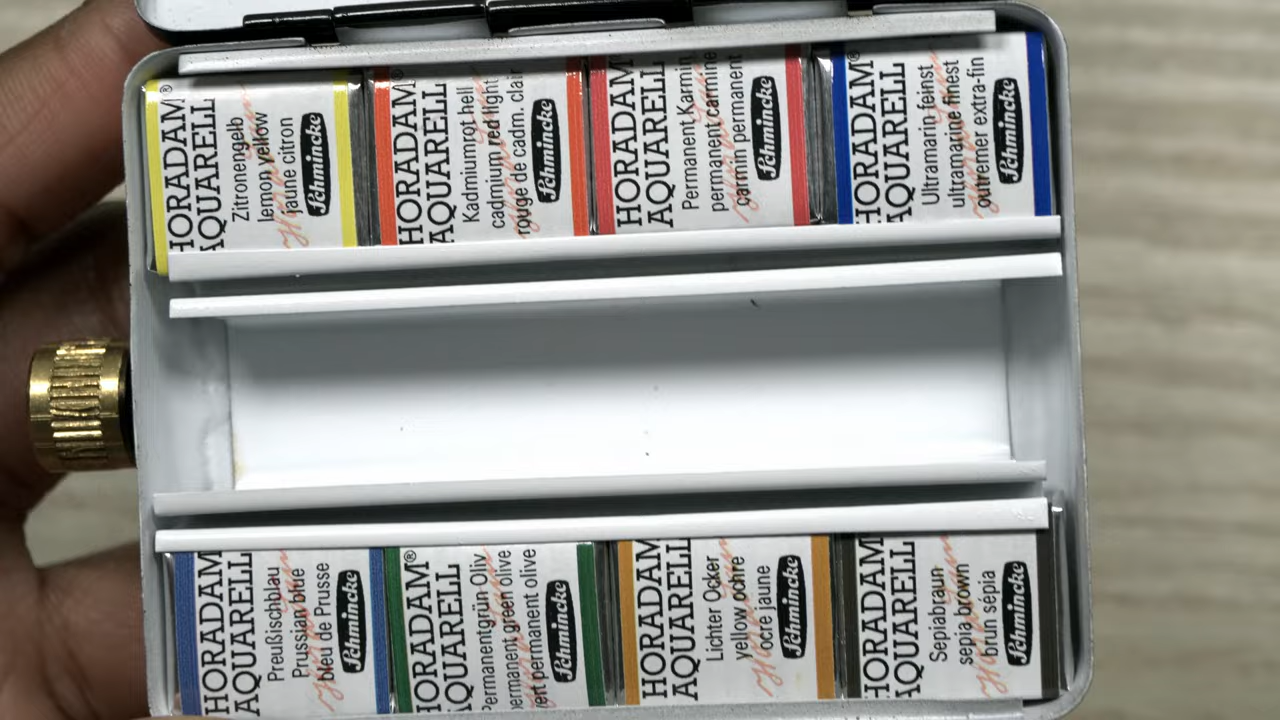 HORADAM®
AQUARELL
Zitronengelb
lemon yellow
jaune citron
Schmincke
HORADAM®
AQUARELL
Kadmiumrot hell
cadmium red light
rouge de cadm. clair
Schmincke
HORADAM
AQUARELL
Permanent Karmin
permanent carmine
carmin permanent
Schmincke
HORADAM
AQUARELL
Ultramarin feinst
ultramarine finest
outremer extra-fin
Schmincke
HORADAM
AQUARELL
Preußischblau
Prussian blue
bleu de Prusse
Schmincke
HORADAM®
AQUARELL
Permanentgrün Oliv
permanent green olive
vert permanent olive
Schmincke
HORADAM
AQUARELL
Lichter Ocker
yellow ochre
ocre jaune
Schmincke
HORADAM
AQUARELL
Sepiabraun
sepia brown
brun sépia
Schmincke